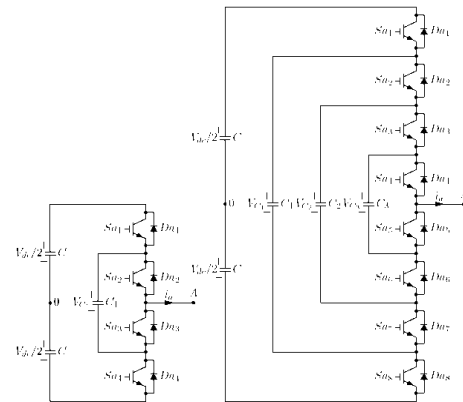 Sa1
Da1
Sa2
Da2
Sa3
Da3
Sa4
Da4
Vdc/2
C
0
VC1
C1
VC2
C2
VC3
C3
ia
Sa5
Da5
Vdc/2
C
Sa6
Da6
Sa7
Da7
Sa8
Da8
Sa1
Da1
Vdc/2
C
Sa2
Da2
0
VC1
C1
ia
A
Sa3
Da3
Vdc/2
C
Sa4
Da4